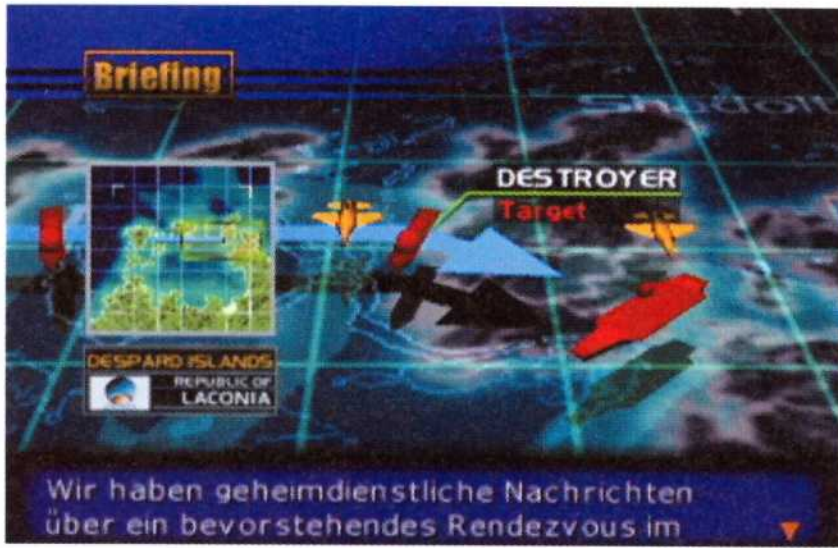 Briefing
DESTROYER
Target
DESPARD ISLANDS
REPUBLIC OF
LACONIA
Wir haben geheimdienstliche Nachrichten
über ein bevorstehendes Rendezvous im